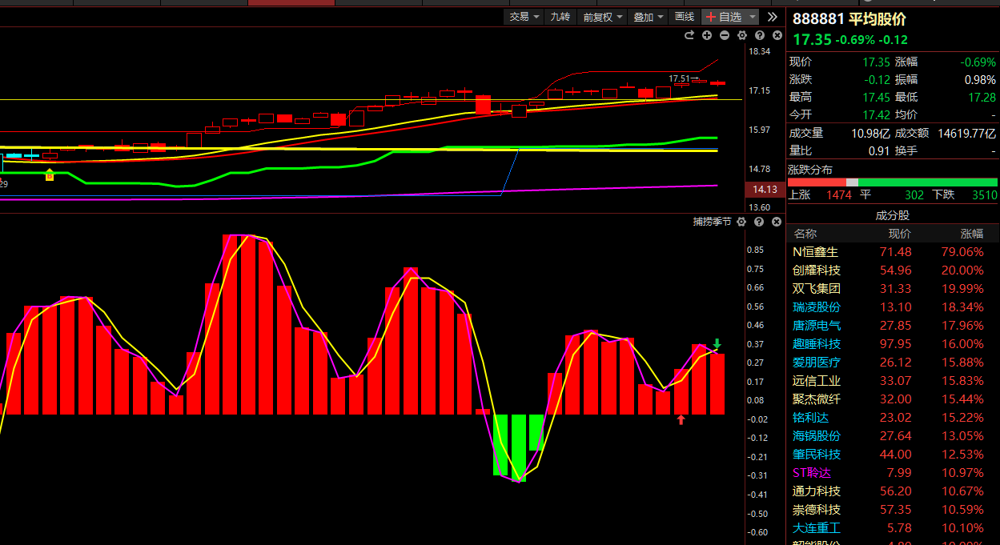 交易 九转 前复权 叠加 画线 自选
888881 平均股价
17.35 -0.69% -0.12
现价 17.35 涨幅 -0.69%
涨跌 -0.12 振幅 0.98%
最高 17.45 最低 17.28
今开 17.42 均价 -
成交量 10.98亿 成交额 14619.77亿
量比 0.91 换手 -
涨跌分布
上涨 1474 平 302 下跌 3510
成分股
名称 现价 涨幅
N恒鑫生 71.48 79.06%
创耀科技 54.96 20.00%
双飞集团 31.33 19.99%
瑞凌股份 13.10 18.34%
唐源电气 27.85 17.96%
趣睡科技 97.95 16.00%
爱朋医疗 26.12 15.88%
远信工业 33.07 15.83%
聚杰微纤 32.00 15.44%
铭利达 23.02 15.22%
海锅股份 27.64 13.05%
肇民科技 44.00 12.53%
ST聆达 7.99 10.97%
通力科技 56.20 10.67%
崇德科技 57.35 10.59%
大连重工 5.78 10.10%
18.34
17.51
17.15
15.97
14.78
14.13
13.60
29
B
捕捞季节
0.85
0.75
0.66
0.56
0.46
0.37
0.27
0.17
0.08
-0.02
-0.12
-0.21
-0.31
-0.41
-0.50
-0.60